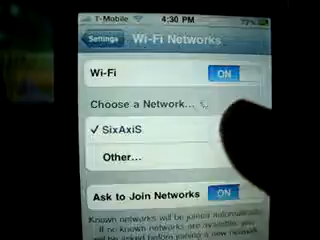 T-Mobile 4:30 PM
Settings Wi-Fi Networks
Wi-Fi ON
Choose a Network...
✓ SixAxiS
Other...
Ask to Join Networks ON
Known networks will be joined automatically.
If no known networks are available, you
will be asked before joining a new network